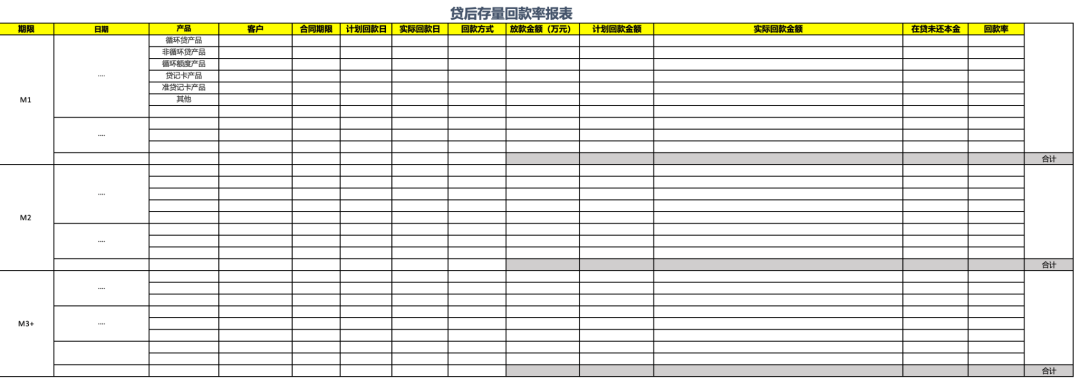 贷后存量回款率报表
期限 日期 产品 客户 合同期限 计划回款日 实际回款日 回款方式 放款金额（万元） 计划回款金额 实际回款金额 在贷未还本金 回款率
循环贷产品
非循环贷产品
循环额度产品
....
贷记卡产品
准贷记卡产品
M1 其他
....
合计
....
M2
....
合计
....
M3+ ....
合计